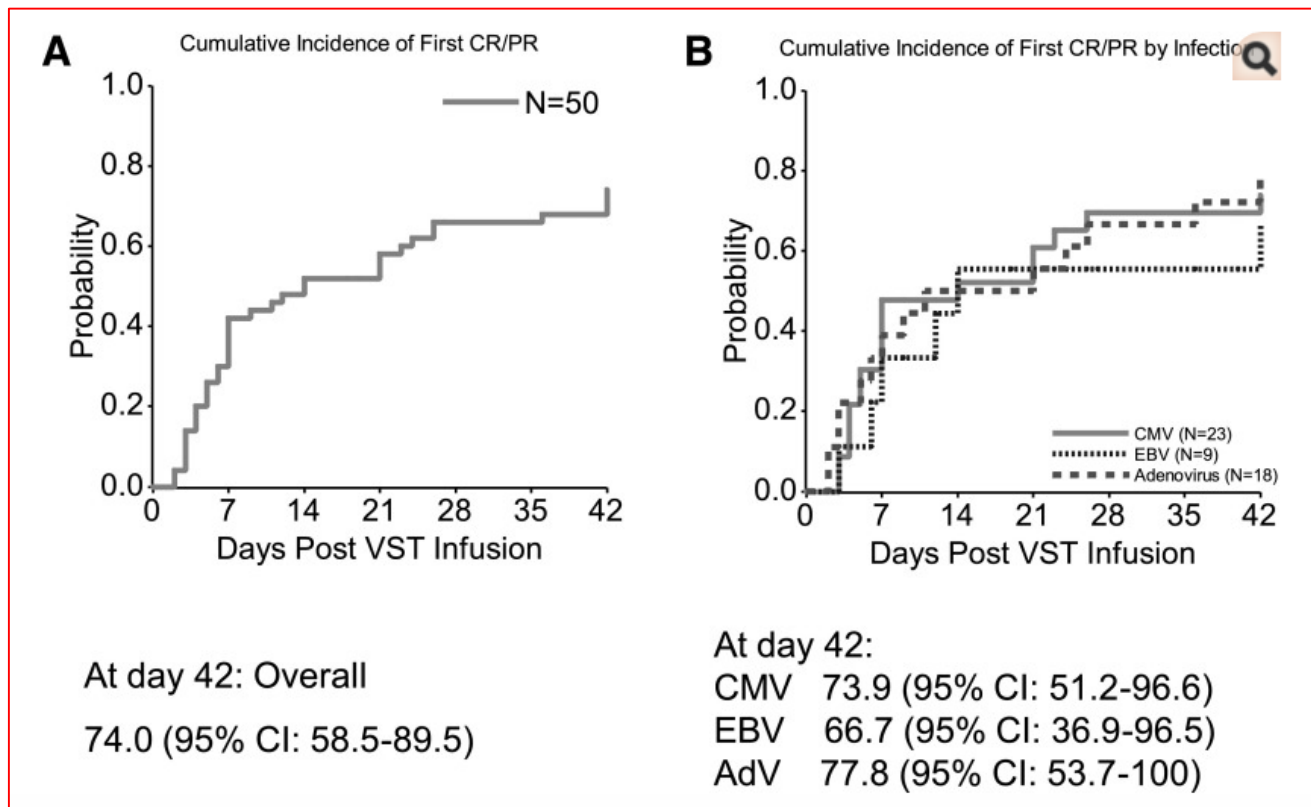 A
Cumulative Incidence of First CR/PR
1.0
0.8
0.6
0.4
0.2
0.0
Probability
N=50
0 7 14 21 28 35 42
Days Post VST Infusion
At day 42: Overall
74.0 (95% CI: 58.5-89.5)
B
Cumulative Incidence of First CR/PR by Infection
1.0
0.8
0.6
0.4
0.2
0.0
Probability
CMV (N=23)
EBV (N=9)
Adenovirus (N=18)
0 7 14 21 28 35 42
Days Post VST Infusion
At day 42:
CMV 73.9 (95% CI: 51.2-96.6)
EBV 66.7 (95% CI: 36.9-96.5)
AdV 77.8 (95% CI: 53.7-100)